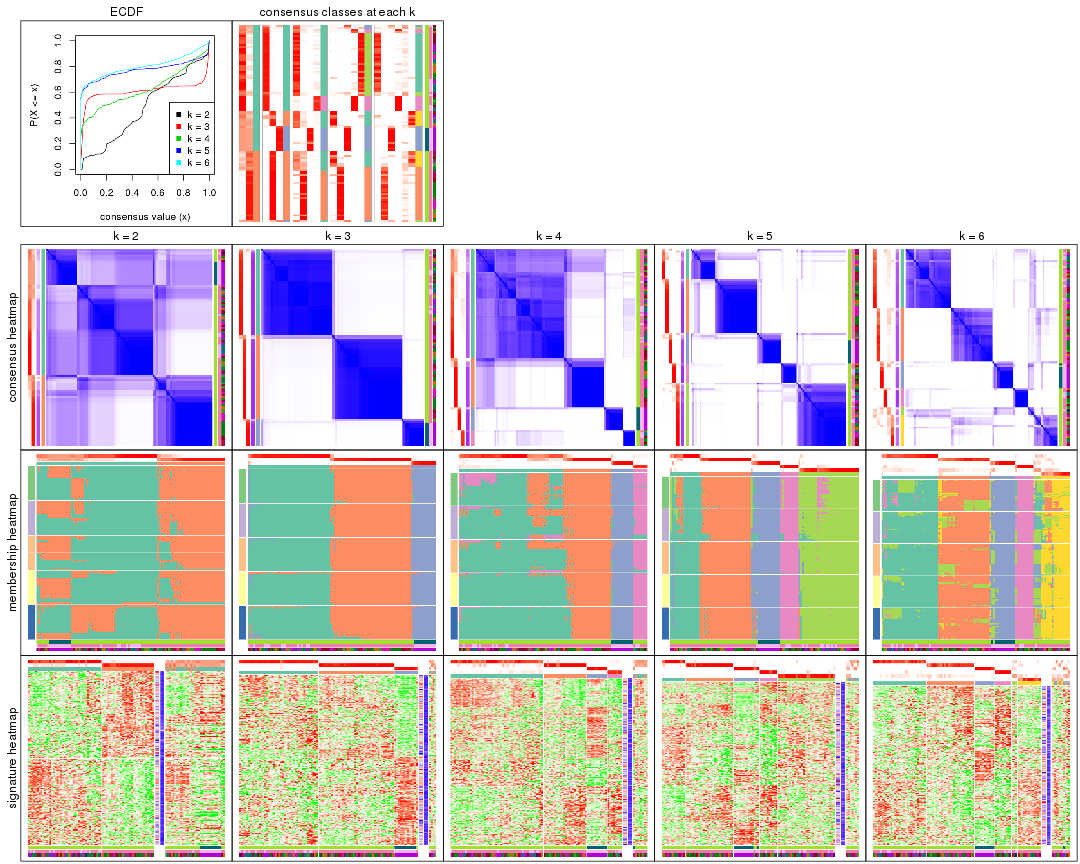 ECDF
consensus classes at each k
P(X <= x)
0.0 0.2 0.4 0.6 0.8 1.0
k = 2
k = 3
k = 4
k = 5
k = 6
0.0 0.2 0.4 0.6 0.8 1.0
consensus value (x)
k = 2
k = 3
k = 4
k = 5
k = 6
consensus heatmap
membership heatmap
signature heatmap